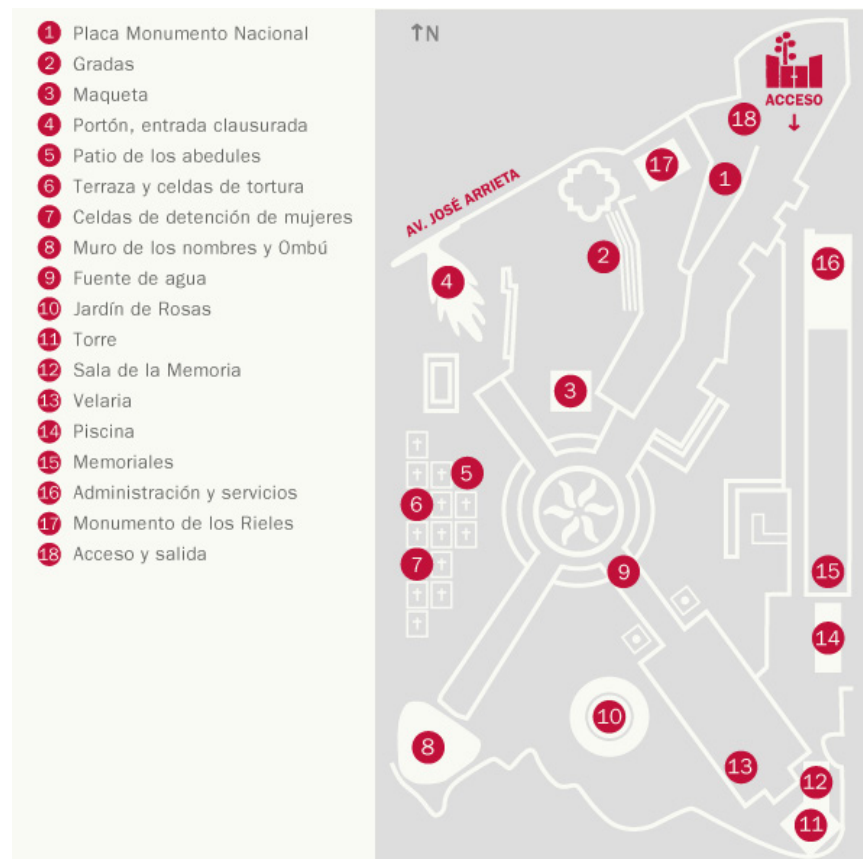 1 Placa Monumento Nacional
2 Gradas
3 Maqueta
4 Portón, entrada clausurada
5 Patio de los abedules
6 Terraza y celdas de tortura
7 Celdas de detención de mujeres
8 Muro de los nombres y Ombú
9 Fuente de agua
10 Jardín de Rosas
11 Torre
12 Sala de la Memoria
13 Velaria
14 Piscina
15 Memoriales
16 Administración y servicios
17 Monumento de los Rieles
18 Acceso y salida
↑N
ACCESO
↓
18
17
1
AV. JOSÉ ARRIETA
2
16
4
3
5
6
7
9
15
14
10
8
13
12
11